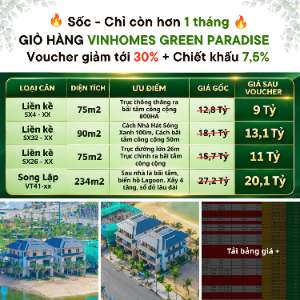 Sốc - Chỉ còn hơn 1 tháng
GIỎ HÀNG VINHOMES GREEN PARADISE
Voucher giảm tới 30% + Chiết khấu 7,5%
LOẠI CĂN DIỆN TÍCH ƯU ĐIỂM GIÁ GỐC GIÁ SAU VOUCHER
Liền kề SX4 - XX 75m2 Trục thông thẳng ra bãi tắm công cộng 800HA 12,8 Tỷ 9 Tỷ
Liền kề SX32 - XX 90m2 Cách Nhà Hát Sóng Xanh 100m, Cách bãi tắm công cộng 50m 18,1 Tỷ 13,1 Tỷ
Liền kề SX26 - XX 75m2 Trục đường lớn 26m Trục chính ra bãi tắm công cộng 15,7 Tỷ 11 Tỷ
Song Lập VT41-xx 234m2 Sau nhà là bãi tắm, biển hồ Lagoon. Xây 4 tầng, sổ đỏ lâu dài 27,2 Tỷ 20,1 Tỷ
Tải bảng giá +